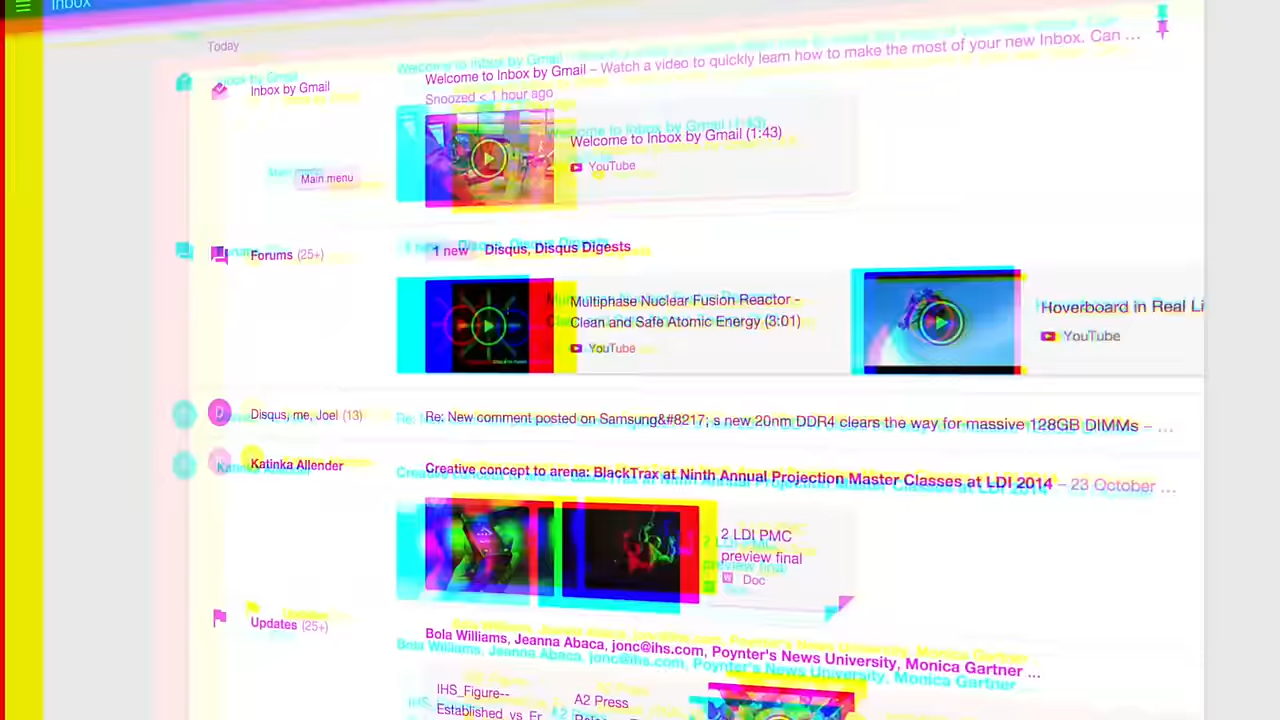 Inbox
Today
Inbox by Gmail
Welcome to Inbox by Gmail – Watch a video to quickly learn how to make the most of your new Inbox. Can ...
Snoozed < 1 hour ago
Welcome to Inbox by Gmail (1:43)
YouTube
Main menu
Forums (25+)
1 new Disqus, Disqus Digests
Multiphase Nuclear Fusion Reactor -
Clean and Safe Atomic Energy (3:01)
YouTube
Hoverboard in Real Li
YouTube
D
Disqus, me, Joel (13)
Re: New comment posted on Samsung&#8217; s new 20nm DDR4 clears the way for massive 128GB DIMMs – ...
Katinka Allender
Creative concept to arena: BlackTrax at Ninth Annual Projection Master Classes at LDI 2014 – 23 October ...
2 LDI PMC
preview final
W Doc
Updates (25+)
Bola Williams, Jeanna Abaca, jonc@ihs.com, Poynter's News University, Monica Gartner ...
IHS_Figure--
Established_vs_Er
A2 Press